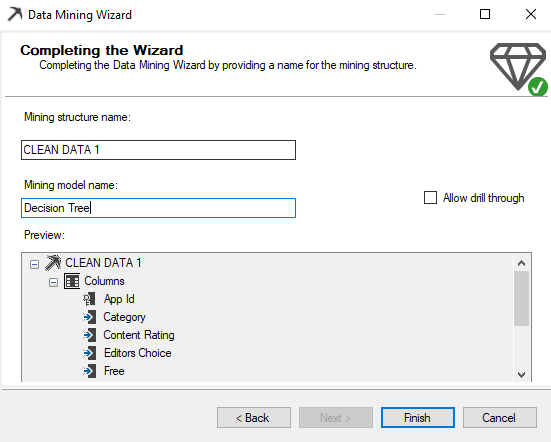 Data Mining Wizard
Completing the Wizard
Completing the Data Mining Wizard by providing a name for the mining structure.
Mining structure name:
CLEAN DATA 1
Mining model name:
Decision Tree
Allow drill through
Preview:
CLEAN DATA 1
Columns
App Id
Category
Content Rating
Editors Choice
Free
< Back
Next >
Finish
Cancel